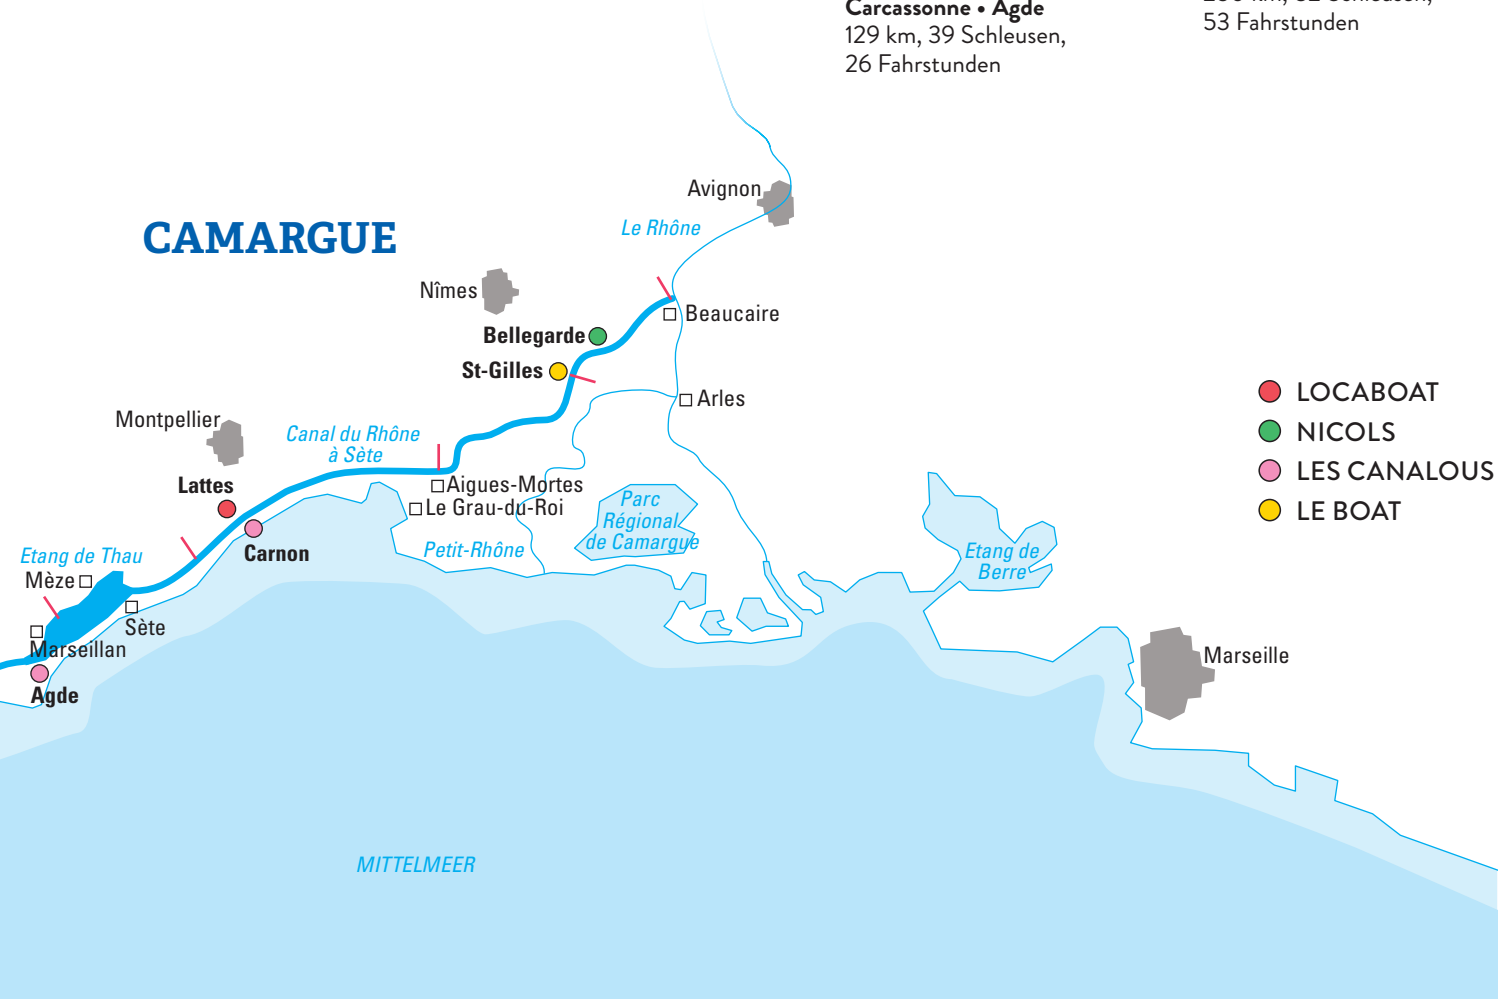 Carcassonne • Agde
129 km, 39 Schleusen,
26 Fahrstunden
53 Fahrstunden
Avignon
CAMARGUE
Le Rhône
Nîmes
Beaucaire
Bellegarde
St-Gilles
Arles
LOCABOAT
NICOLS
LES CANALOUS
LE BOAT
Montpellier
Canal du Rhône
à Sète
Lattes
Aigues-Mortes
Le Grau-du-Roi
Parc
Régional
de Camargue
Petit-Rhône
Carnon
Etang de Thau
Mèze
Etang de
Berre
Sète
Marseillan
Agde
Marseille
MITTELMEER